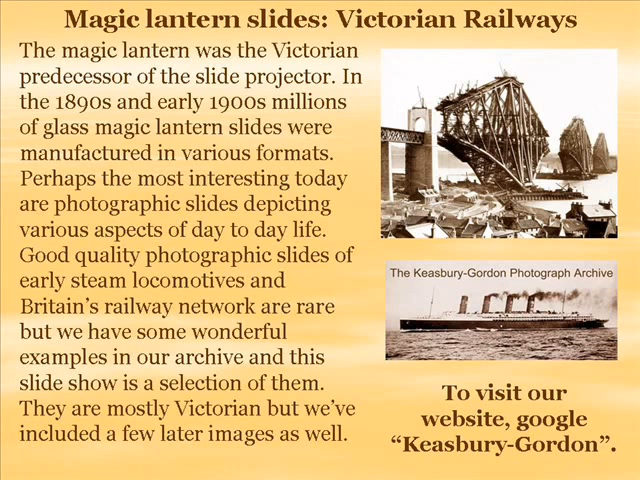 Magic lantern slides: Victorian Railways
The magic lantern was the Victorian
predecessor of the slide projector. In
the 1890s and early 1900s millions
of glass magic lantern slides were
manufactured in various formats.
Perhaps the most interesting today
are photographic slides depicting
various aspects of day to day life.
Good quality photographic slides of
early steam locomotives and
Britain’s railway network are rare
but we have some wonderful
examples in our archive and this
slide show is a selection of them.
They are mostly Victorian but we’ve
included a few later images as well.
The Keasbury-Gordon Photograph Archive
To visit our
website, google
“Keasbury-Gordon”.